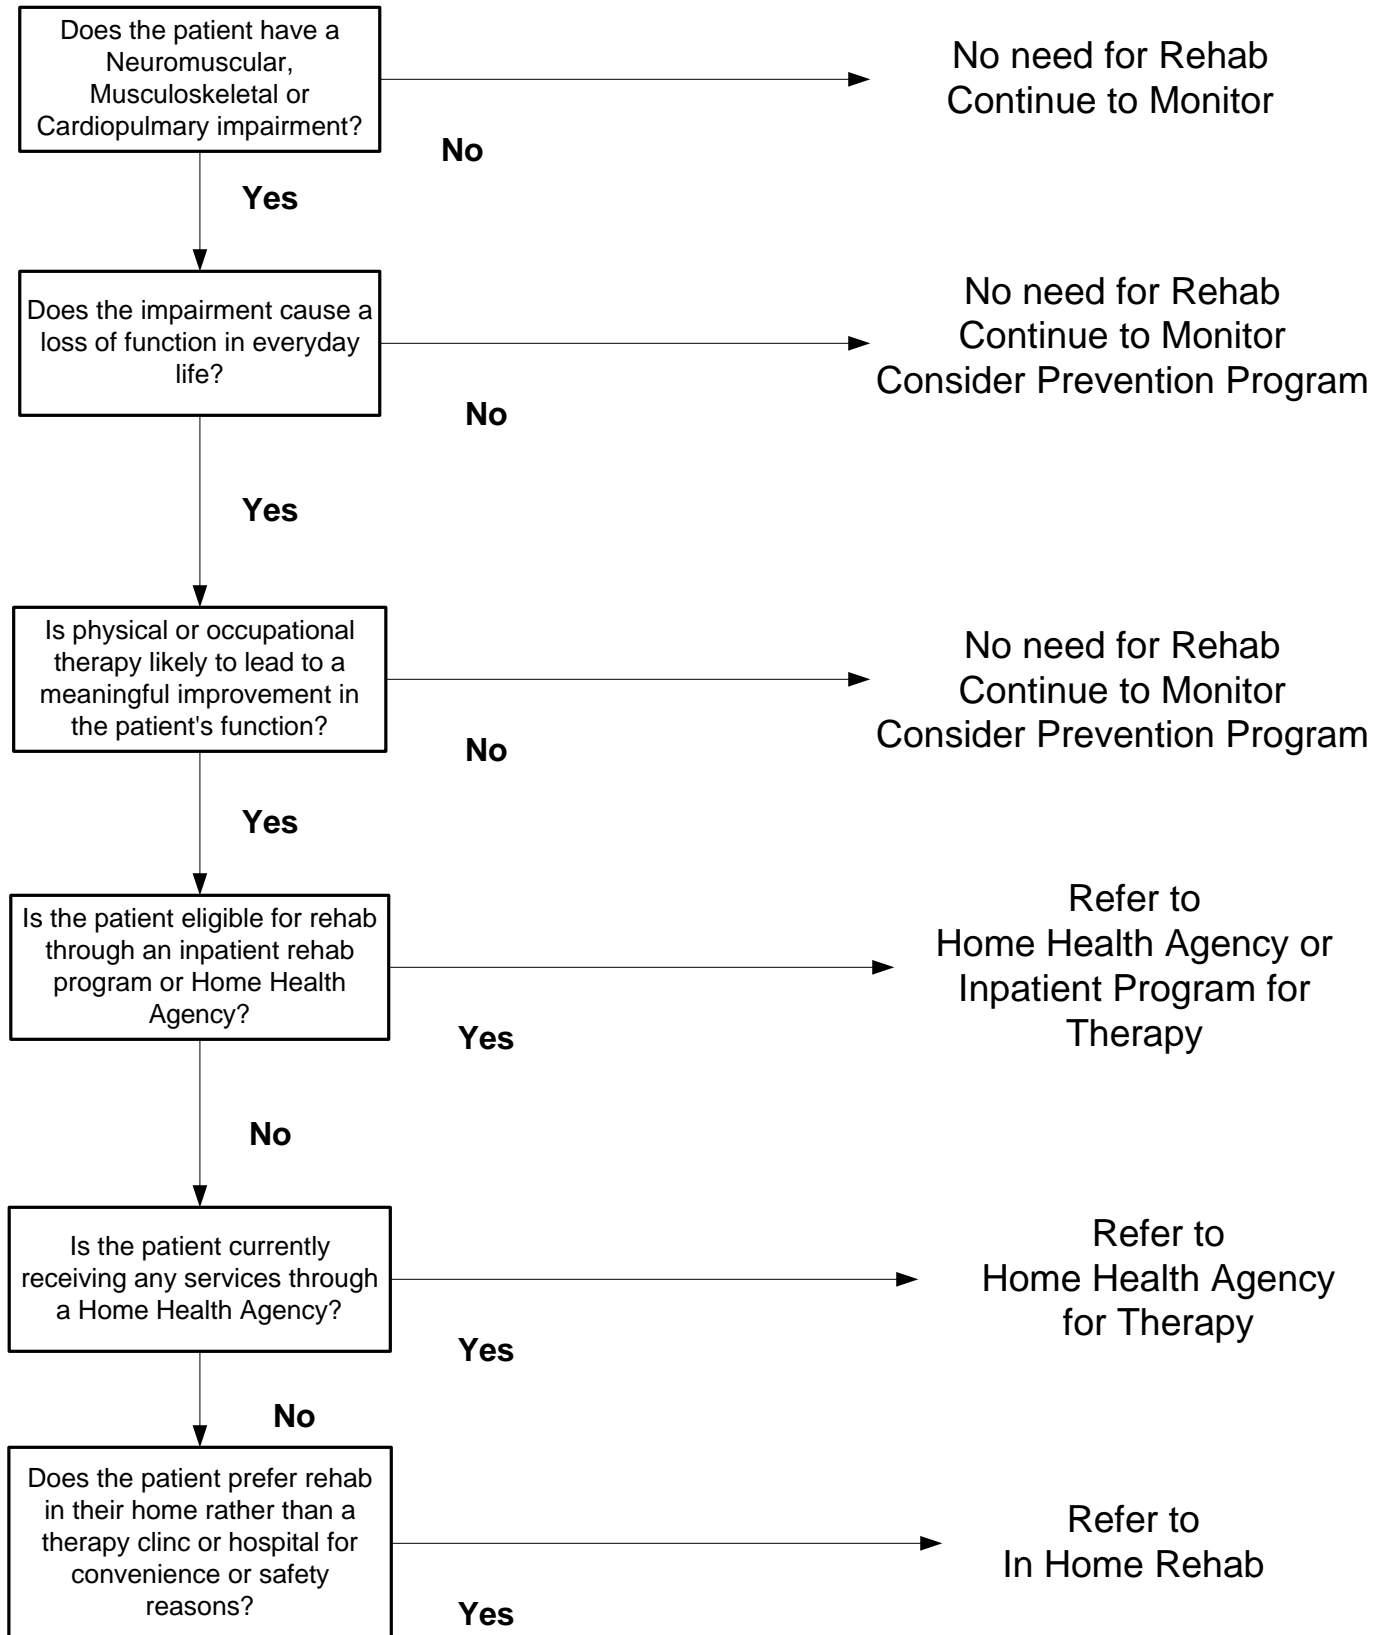 Does the patient have a
Neuromuscular,
Musculoskeletal or
Cardiopulmary impairment?
No need for Rehab
Continue to Monitor
No
Yes
Does the impairment cause a
loss of function in everyday
life?
No need for Rehab
Continue to Monitor
Consider Prevention Program
No
Yes
Is physical or occupational
therapy likely to lead to a
meaningful improvement in
the patient's function?
No need for Rehab
Continue to Monitor
Consider Prevention Program
No
Yes
Is the patient eligible for rehab
through an inpatient rehab
program or Home Health
Agency?
Refer to
Home Health Agency or
Inpatient Program for
Therapy
Yes
No
Is the patient currently
receiving any services through
a Home Health Agency?
Refer to
Home Health Agency
for Therapy
Yes
No
Does the patient prefer rehab
in their home rather than a
therapy clinc or hospital for
convenience or safety
reasons?
Refer to
In Home Rehab
Yes